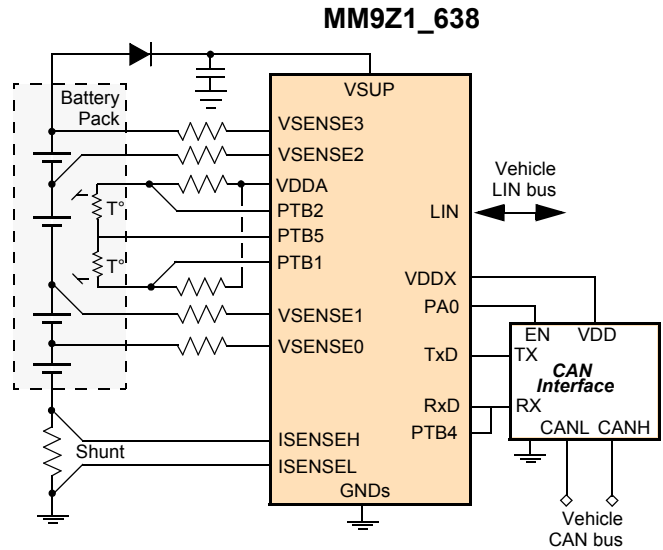 MM9Z1_638
Battery
Pack
VSUP
VSENSE3
VSENSE2
VDDA
PTB2
T°
PTB5
T°
PTB1
VSENSE1
VSENSE0
ISENSEH
Shunt
ISENSEL
GNDs
LIN
Vehicle
LIN bus
VDDX
PA0
TxD
RxD
PTB4
EN VDD
TX
CAN
Interface
RX
CANL CANH
Vehicle
CAN bus